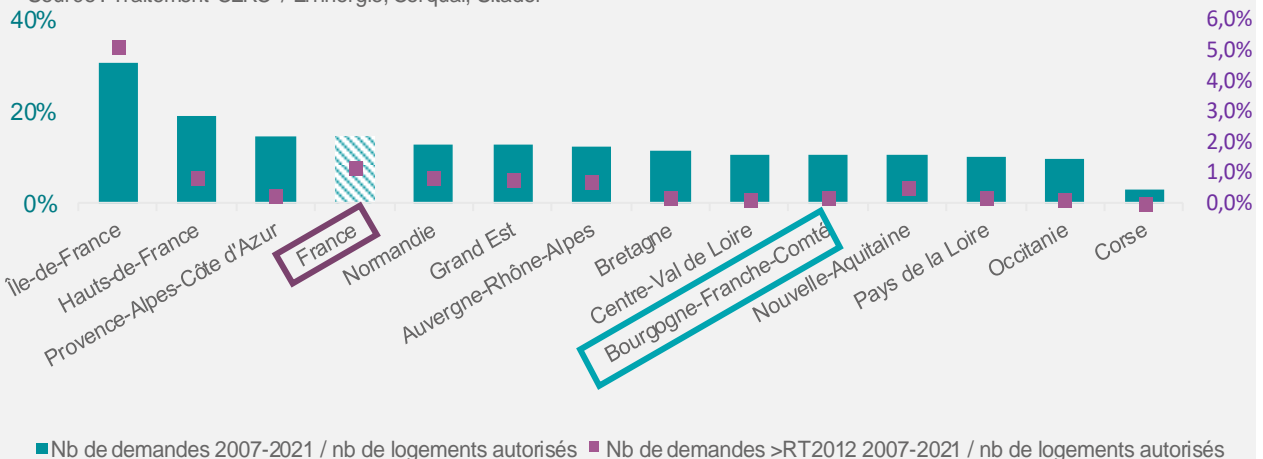 40%
20%
0%
6,0%
5,0%
4,0%
3,0%
2,0%
1,0%
0,0%
Île-de-France
Hauts-de-France
Provence-Alpes-Côte d'Azur
France
Normandie
Grand Est
Auvergne-Rhône-Alpes
Bretagne
Centre-Val de Loire
Bourgogne-Franche-Comté
Nouvelle-Aquitaine
Pays de la Loire
Occitanie
Corse
Nb de demandes 2007-2021 / nb de logements autorisés
Nb de demandes >RT2012 2007-2021 / nb de logements autorisés